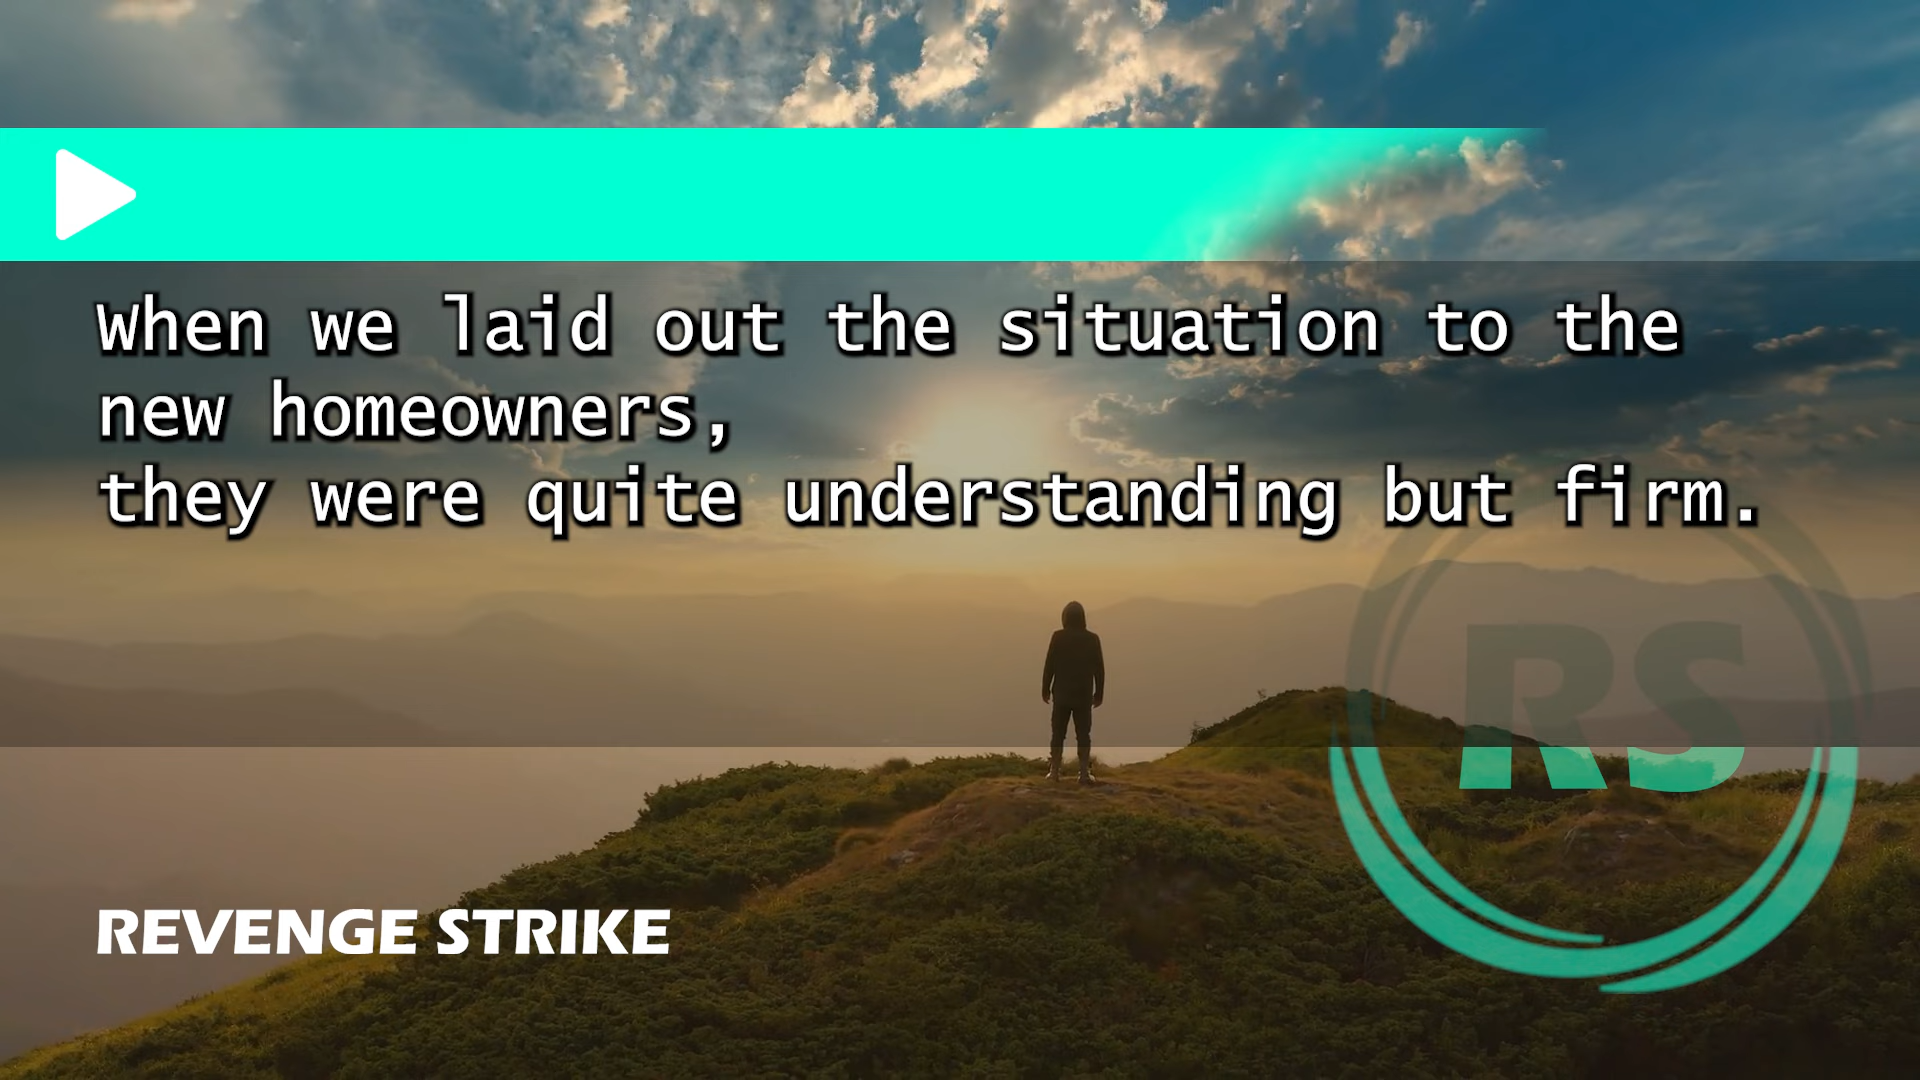 When we laid out the situation to the
new homeowners,
they were quite understanding but firm.
RS
REVENGE STRIKE